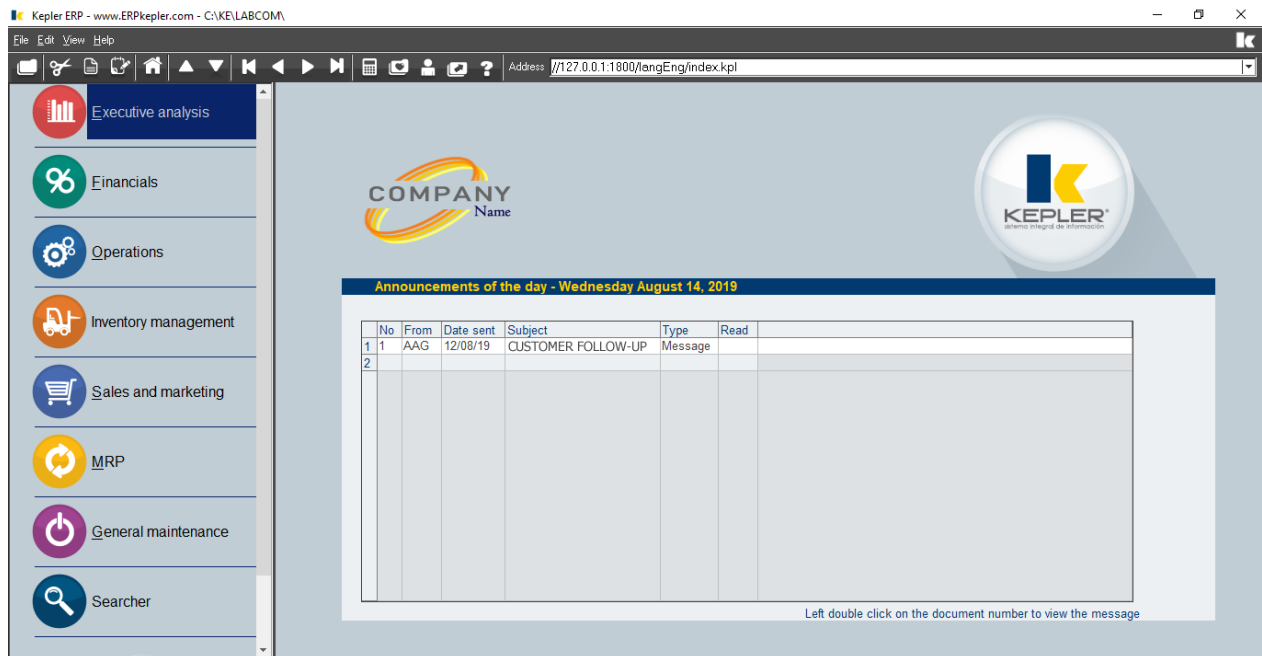 Kepler ERP - www.ERPkepler.com - C:\KE\LABCOM\
File Edit View Help
Address //127.0.0.1:1800/langEng/index.kpl
Executive analysis
Financials
Operations
Inventory management
Sales and marketing
MRP
General maintenance
Searcher
COMPANY
Name
KEPLER
sistema integral de información
Announcements of the day - Wednesday August 14, 2019
No From Date sent Subject Type Read
1 1 AAG 12/08/19 CUSTOMER FOLLOW-UP Message
2
Left double click on the document number to view the message